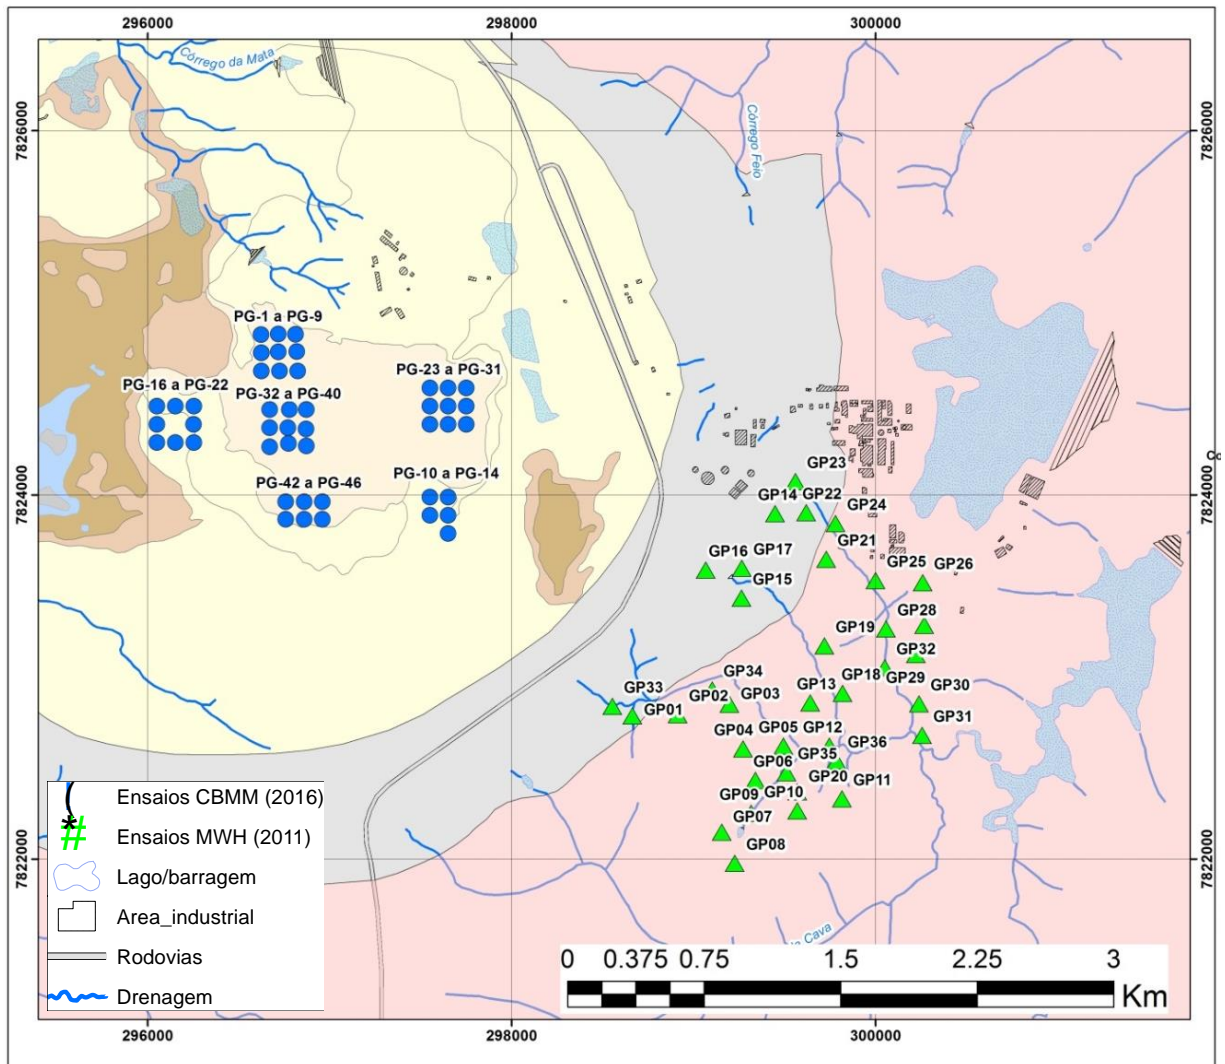 296000 298000 300000
Córrego da Mata
7826000 7826000
Córrego Feio
PG-1 a PG-9
PG-16 a PG-22
PG-23 a PG-31
PG-32 a PG-40
PG-10 a PG-14
PG-42 a PG-46
GP23
7824000 7824000
GP14 GP22
GP24
GP21
GP16 GP17
GP15
GP25 GP26
GP28
GP19
GP32
GP34
GP18 GP29
GP33
GP02 GP03
GP13
GP30
GP01
GP31
GP04 GP05 GP12
GP36
GP06 GP35
GP20 GP11
GP09 GP10
GP07
GP08
7822000 7822000
Cava
Ensaios CBMM (2016)
Ensaios MWH (2011)
Lago/barragem
Area_industrial
Rodovias
Drenagem
0 0.375 0.75 1.5 2.25 3
Km
296000 298000 300000